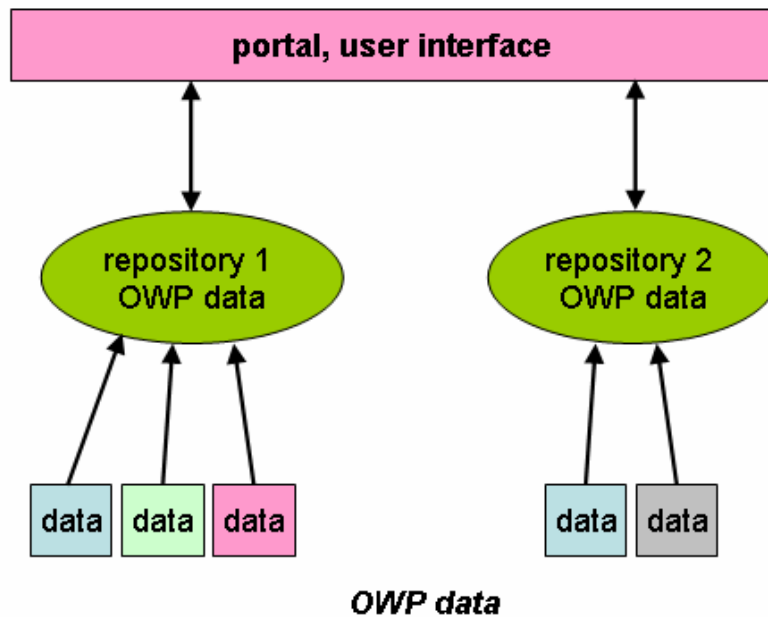 portal, user interface
repository 1
OWP data
repository 2
OWP data
data
data
data
data
data
OWP data